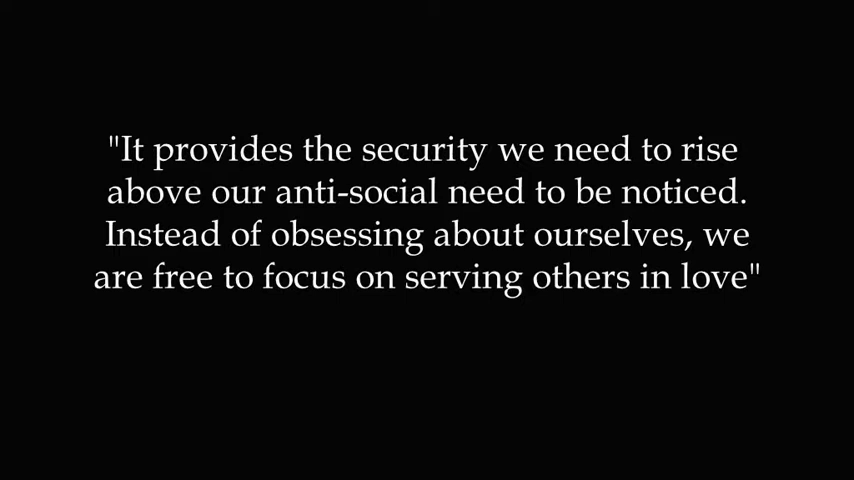 "It provides the security we need to rise
above our anti-social need to be noticed.
Instead of obsessing about ourselves, we
are free to focus on serving others in love"